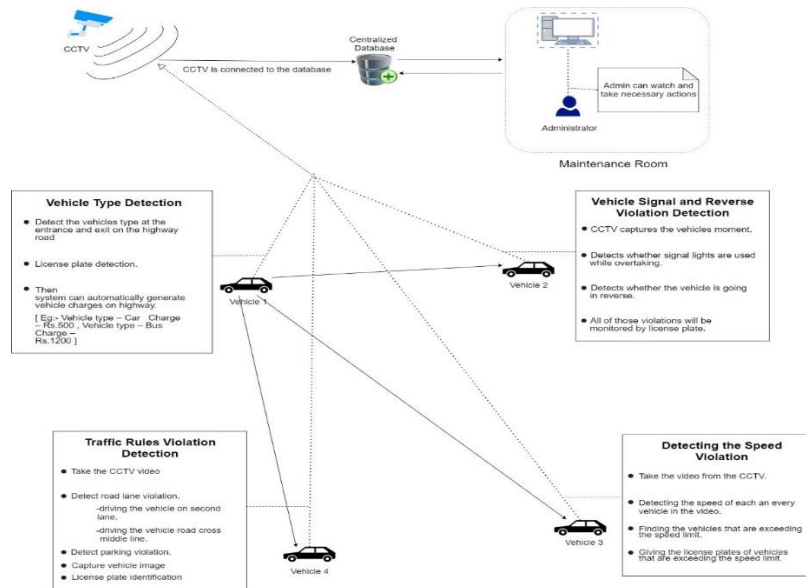 CCTV
CCTV is connected to the database
Centralized
Database
Admin can watch and
take necessary actions
Administrator
Maintenance Room
Vehicle Type Detection
● Detect the vehicles type at the
entrance and exit on the highway
road
● License plate detection.
● Then
system can automatically generate
vehicle charges on highway.
[ Eg:- Vehicle type – Car Charge
– Rs.500 , Vehicle type – Bus
Charge –
Rs.1200 ]
Vehicle 1
Vehicle 2
Vehicle Signal and Reverse
Violation Detection
● CCTV captures the vehicles moment.
● Detects whether signal lights are used
while overtaking.
● Detects whether the vehicle is going
in reverse.
● All of those violations will be
monitored by license plate.
Traffic Rules Violation
Detection
● Take the CCTV video
● Detect road lane violation.
-driving the vehicle on second
lane.
-driving the vehicle road cross
middle line.
● Detect parking violation.
● Capture vehicle image
● License plate identification
Vehicle 4
Vehicle 3
Detecting the Speed
Violation
● Take the video from the CCTV.
● Detecting the speed of each an every
vehicle in the video.
● Finding the vehicles that are exceeding
the speed limit.
● Giving the license plates of vehicles
that are exceeding the speed limit